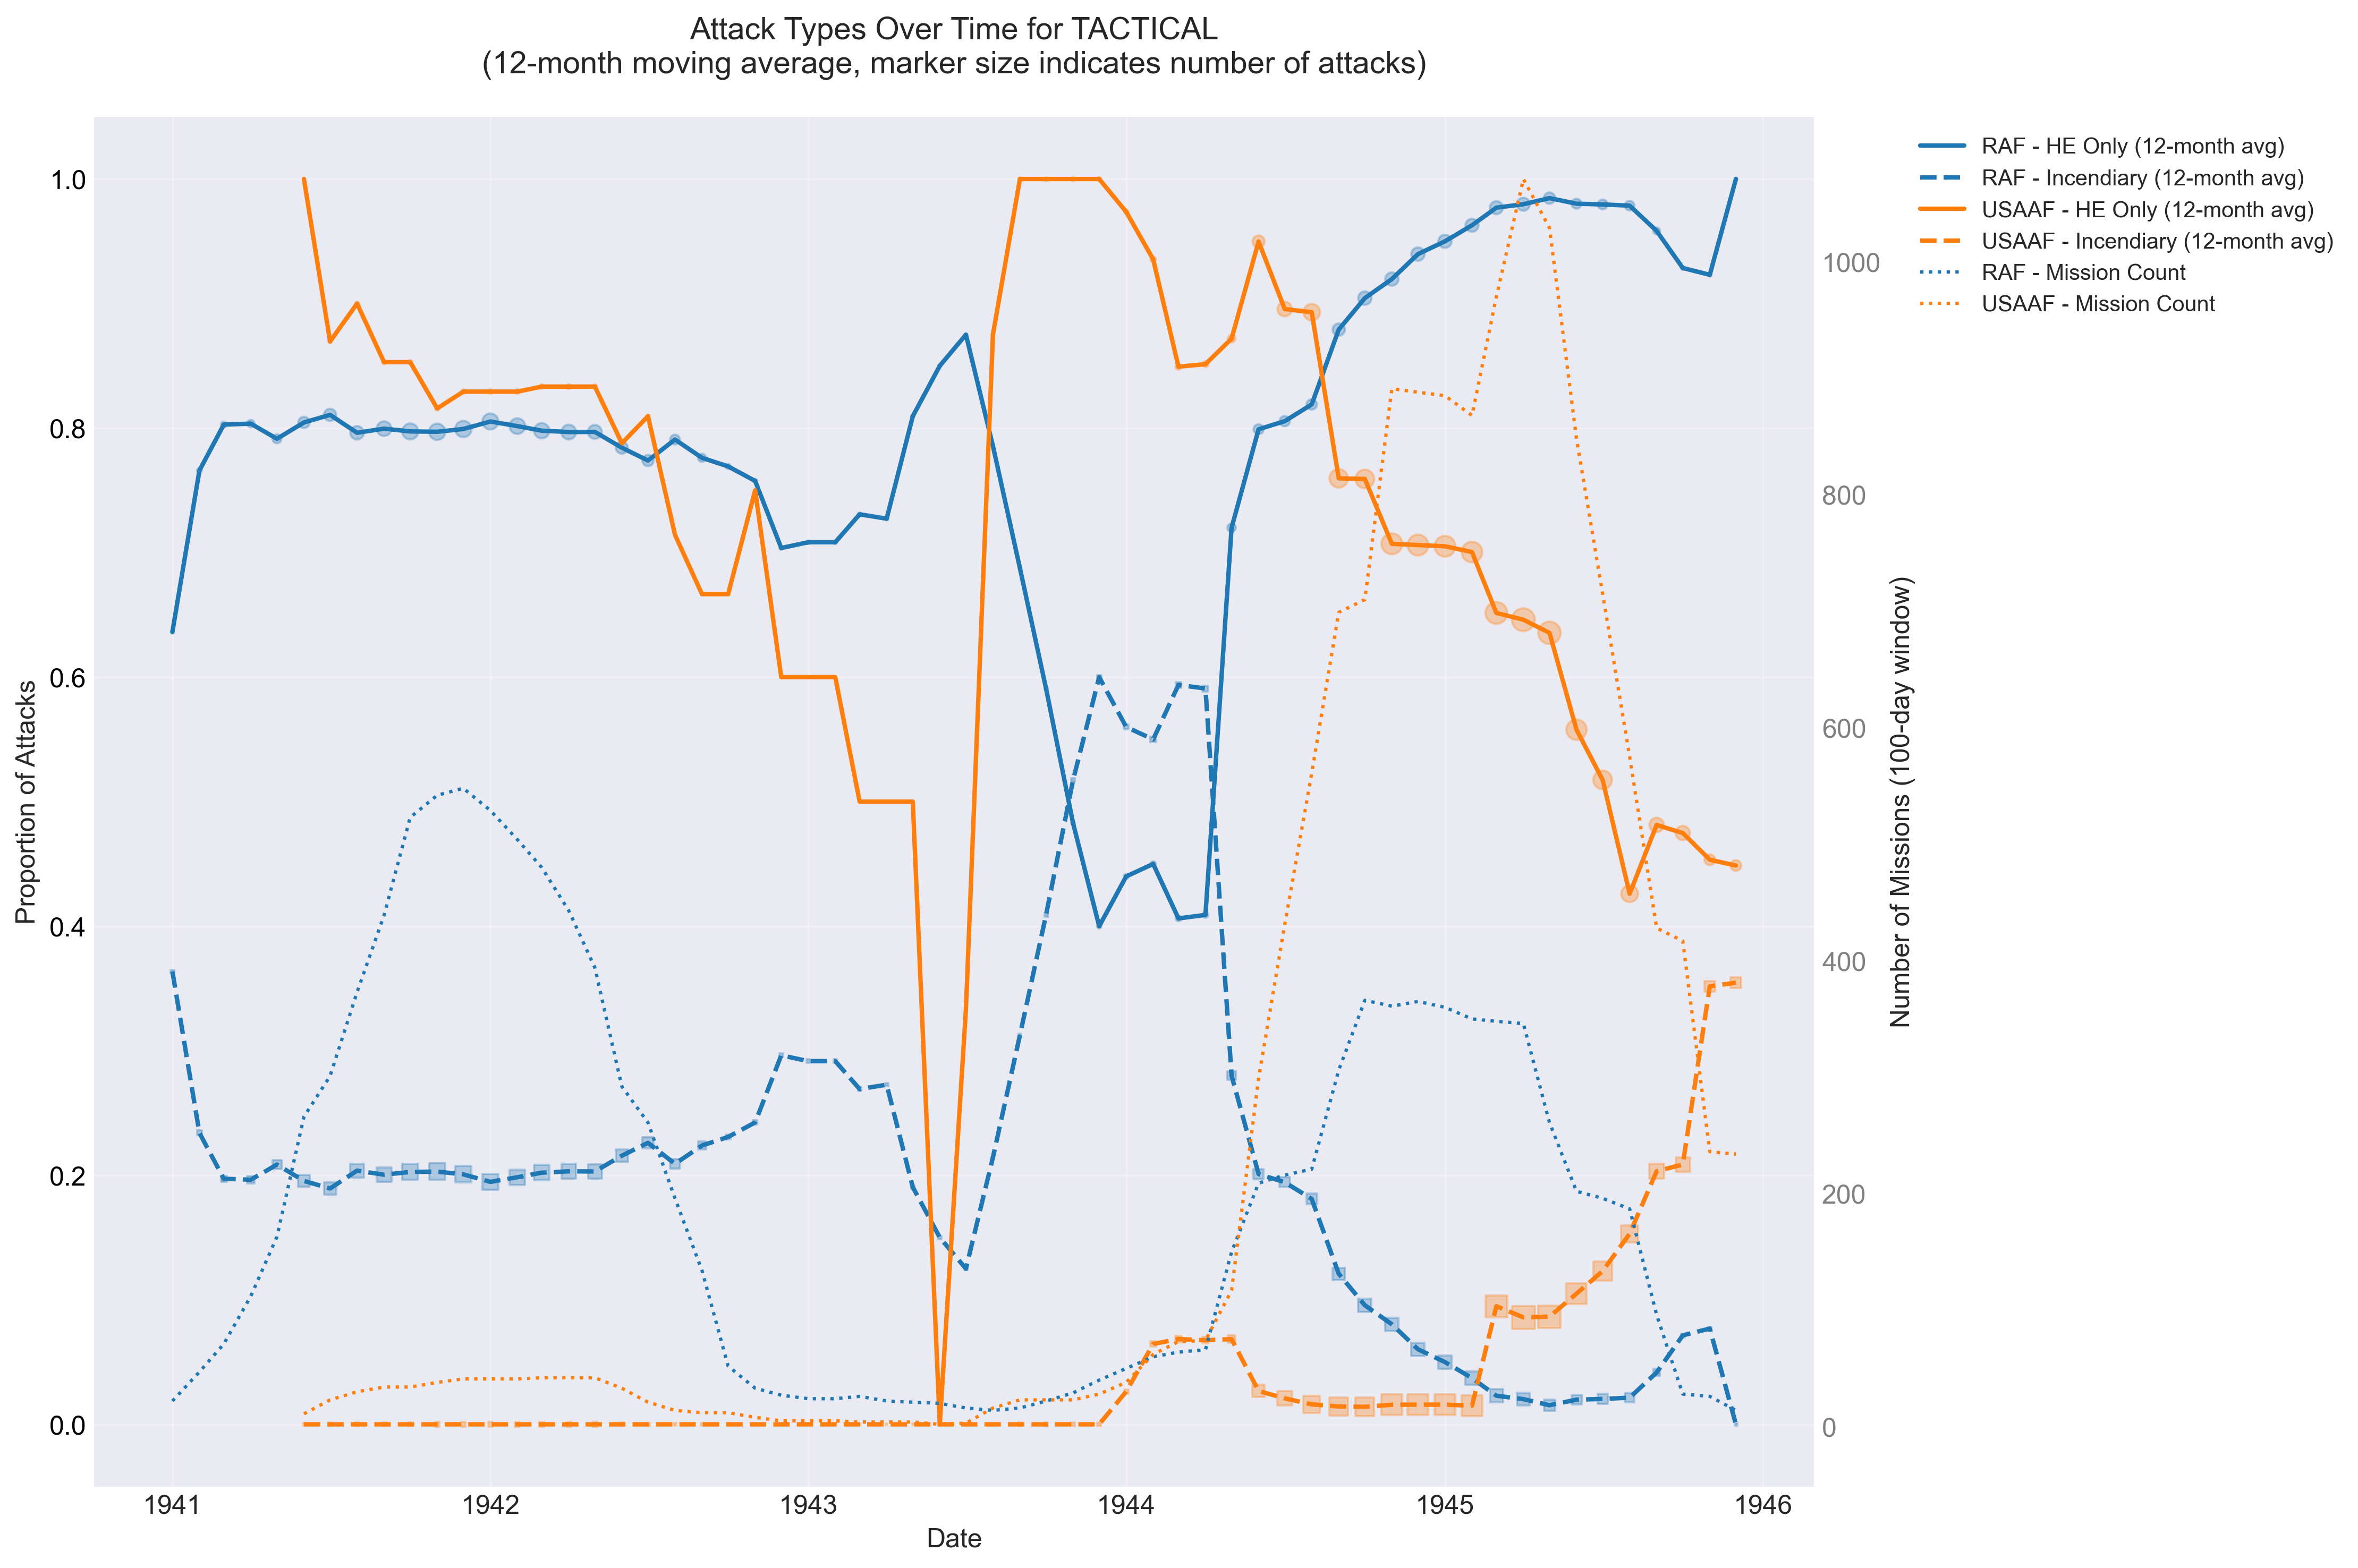 Attack Types Over Time for TACTICAL
(12-month moving average, marker size indicates number of attacks)
RAF - HE Only (12-month avg)
RAF - Incendiary (12-month avg)
USAAF - HE Only (12-month avg)
USAAF - Incendiary (12-month avg)
RAF - Mission Count
USAAF - Mission Count
Proportion of Attacks
1.0
0.8
0.6
0.4
0.2
0.0
1000
800
600
400
200
0
Number of Missions (100-day window)
1941 1942 1943 1944 1945 1946
Date